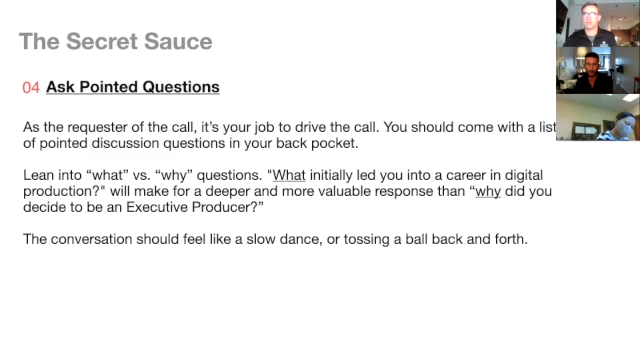 The Secret Sauce
04 Ask Pointed Questions
As the requester of the call, it's your job to drive the call. You should come with a list
of pointed discussion questions in your back pocket.
Lean into “what” vs. “why” questions. "What initially led you into a career in digital
production?" will make for a deeper and more valuable response than “why did you
decide to be an Executive Producer?”
The conversation should feel like a slow dance, or tossing a ball back and forth.